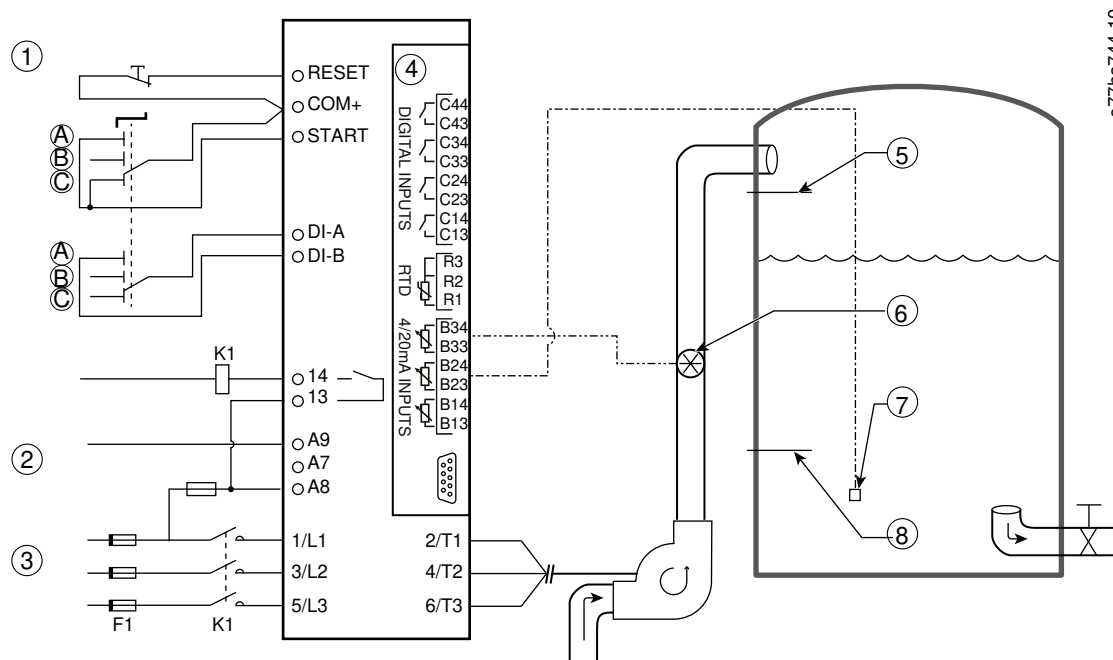 1
RESET
COM+
START
A
B
C
DI-A
DI-B
A
B
C
K1
14
13
2
A9
A7
A8
3
1/L1
3/L2
5/L3
F1
K1
2/T1
4/T2
6/T3
4
DIGITAL INPUTS
C44
C43
C34
C33
C24
C23
C14
C13
RTD
R3
R2
R1
4/20mA INPUTS
B34
B33
B24
B23
B14
B13
5
6
7
8